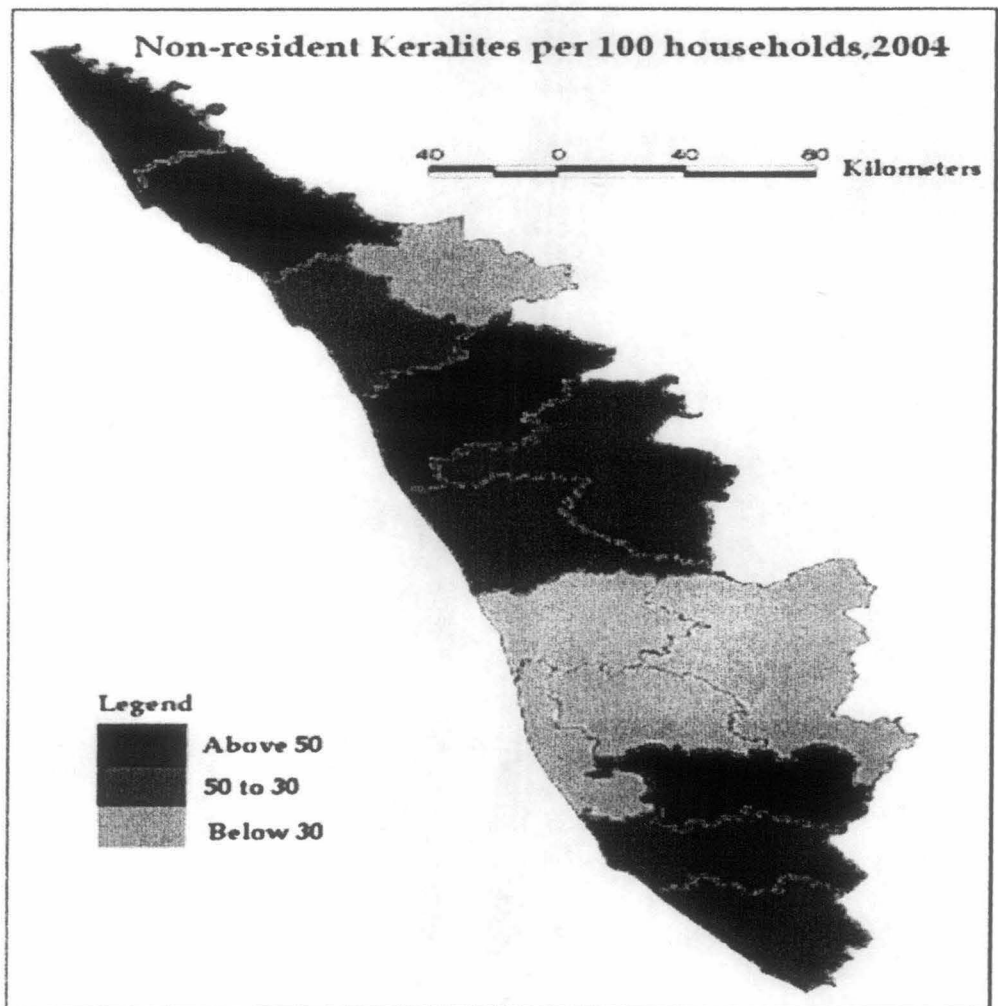 Non-resident Keralites per 100 households,2004
40 0 40 80
Kilometers
Legend
Above 50
50 to 30
Below 30